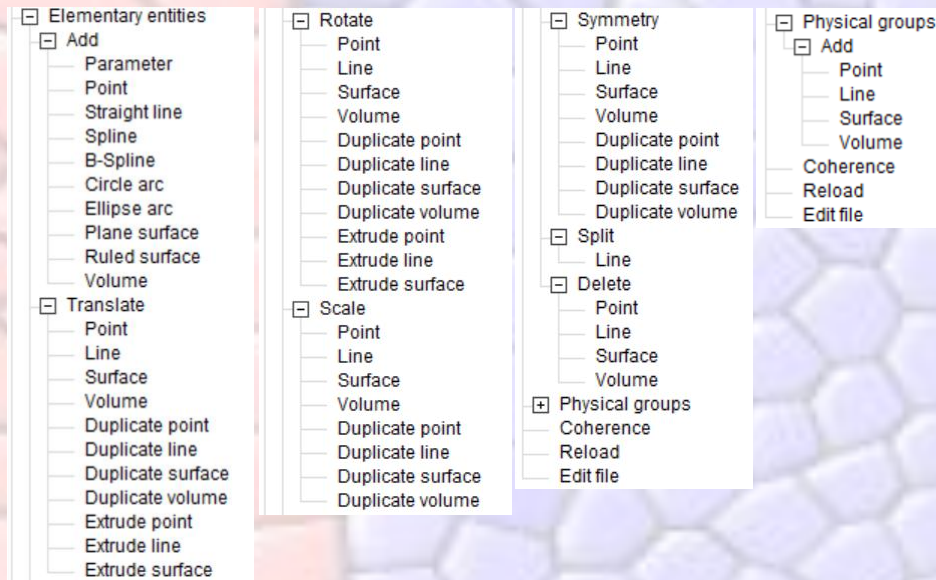 Elementary entities
Add
Parameter
Point
Straight line
Spline
B-Spline
Circle arc
Ellipse arc
Plane surface
Ruled surface
Volume
Translate
Point
Line
Surface
Volume
Duplicate point
Duplicate line
Duplicate surface
Duplicate volume
Extrude point
Extrude line
Extrude surface
Rotate
Point
Line
Surface
Volume
Duplicate point
Duplicate line
Duplicate surface
Duplicate volume
Extrude point
Extrude line
Extrude surface
Scale
Point
Line
Surface
Volume
Duplicate point
Duplicate line
Duplicate surface
Duplicate volume
Symmetry
Point
Line
Surface
Volume
Duplicate point
Duplicate line
Duplicate surface
Duplicate volume
Split
Line
Delete
Point
Line
Surface
Volume
Physical groups
Coherence
Reload
Edit file
Physical groups
Add
Point
Line
Surface
Volume
Coherence
Reload
Edit file